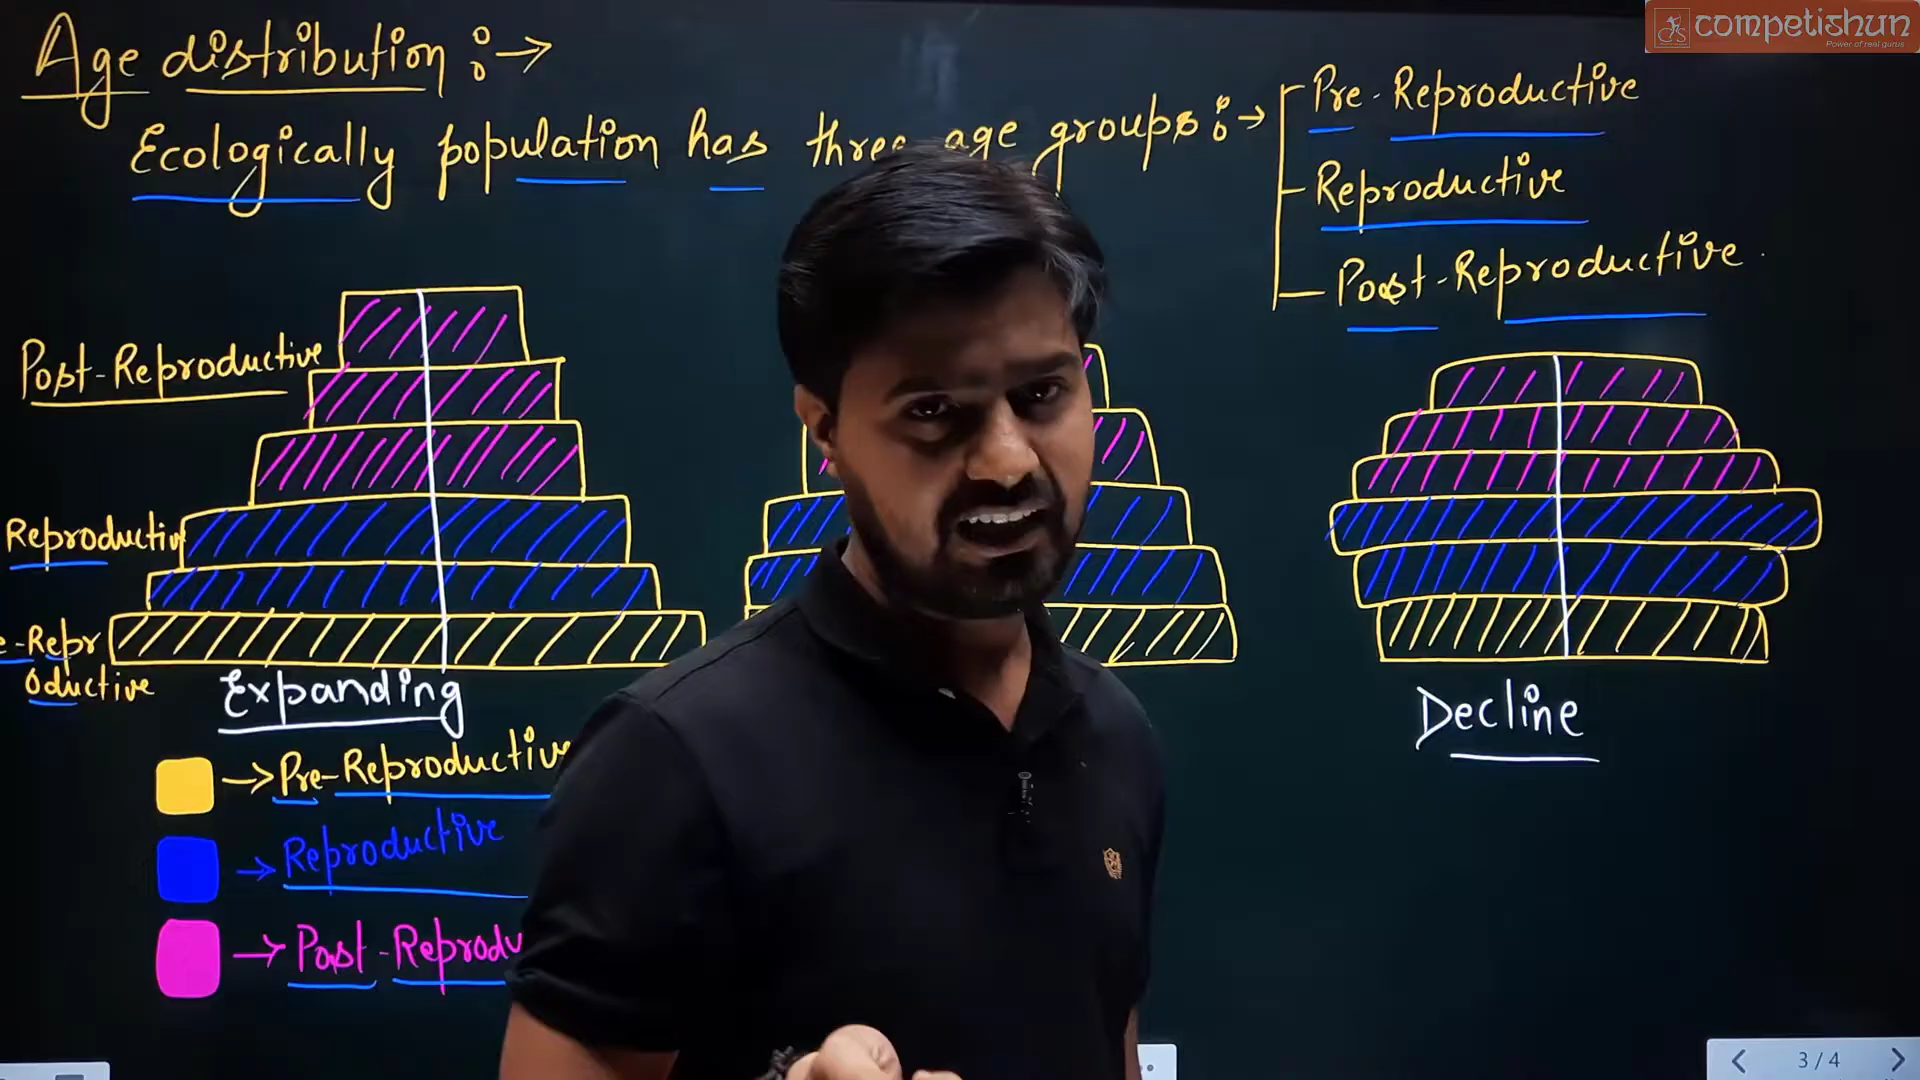 competishun
Power of real gurus
Age distribution :→
Ecologically population has three age groups :→
Pre-Reproductive
Reproductive
Post-Reproductive
Post-Reproductive
Reproductiv
e-Repr
oductive
Expanding
Decline
→ Pre-Reproductiv
→ Reproductive
→ Post-Reprodu
3/4